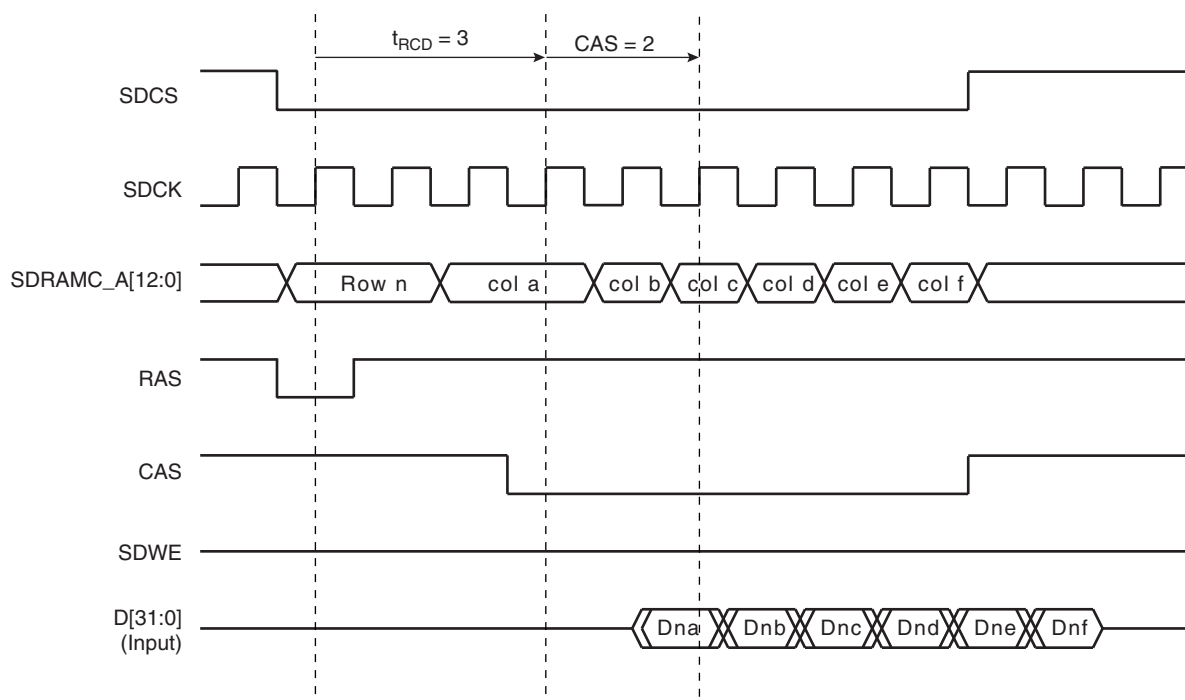 t_RCD = 3
CAS = 2
SDCS
SDCK
SDRAMC_A[12:0]
Row n
col a
col b
col c
col d
col e
col f
RAS
CAS
SDWE
D[31:0]
(Input)
Dna
Dnb
Dnc
Dnd
Dne
Dnf